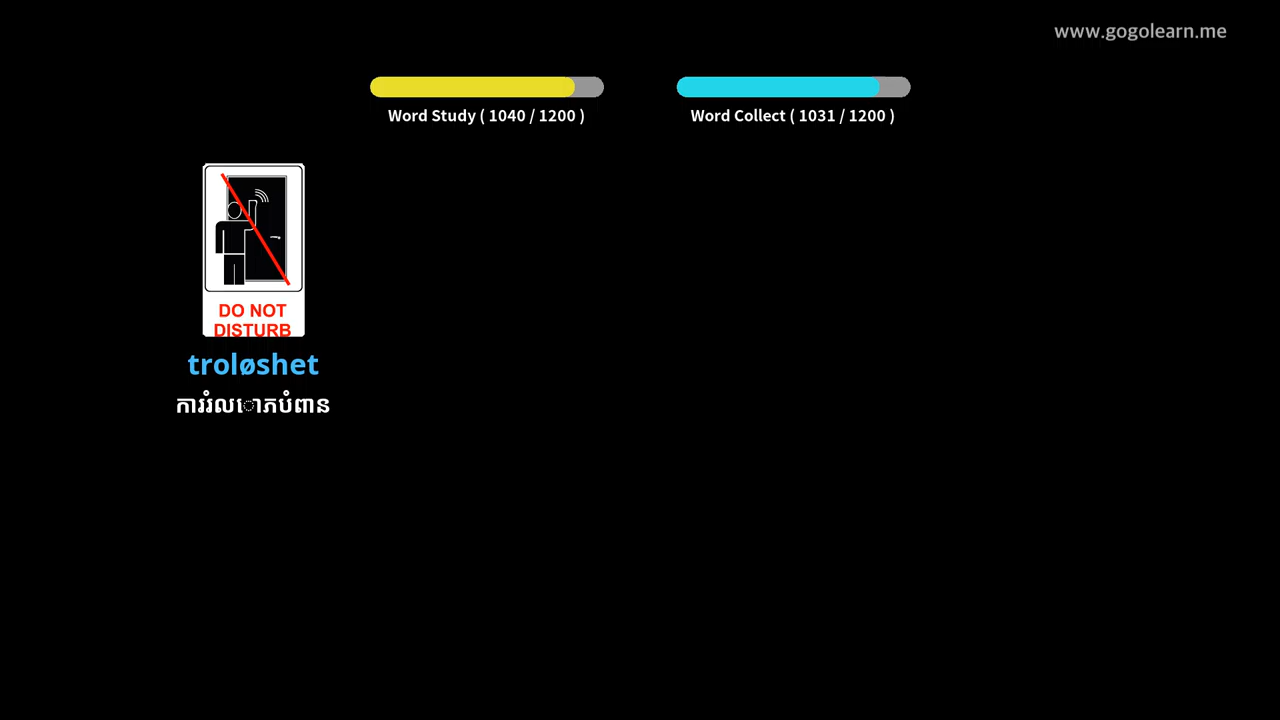 www.gogolearn.me
Word Study ( 1040 / 1200 )
Word Collect ( 1031 / 1200 )
DO NOT
DISTURB
troløshet
ការរំលោភបំពាន